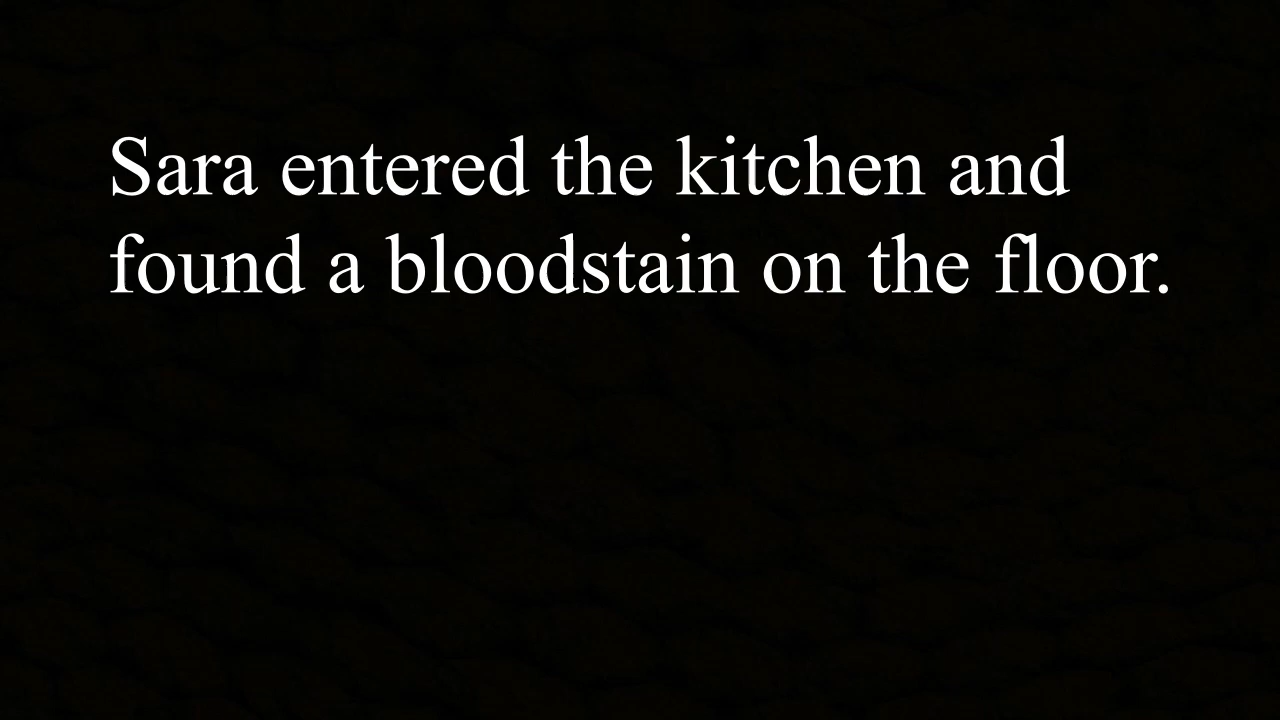 Sara entered the kitchen and
found a bloodstain on the floor.